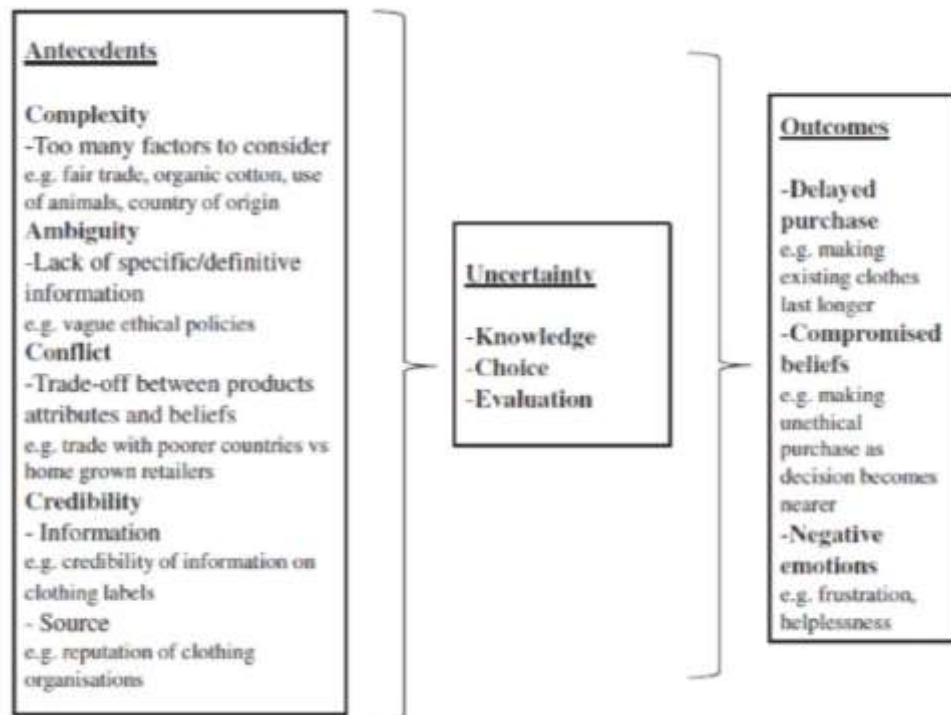 Antecedents
Complexity
-Too many factors to consider
e.g. fair trade, organic cotton, use
of animals, country of origin
Ambiguity
-Lack of specific/definitive
information
e.g. vague ethical policies
Conflict
-Trade-off between products
attributes and beliefs
e.g. trade with poorer countries vs
home grown retailers
Credibility
- Information
e.g. credibility of information on
clothing labels
- Source
e.g. reputation of clothing
organisations
Uncertainty
-Knowledge
-Choice
-Evaluation
Outcomes
-Delayed
purchase
e.g. making
existing clothes
last longer
-Compromised
beliefs
e.g. making
unethical
purchase as
decision becomes
nearer
-Negative
emotions
e.g. frustration,
helplessness